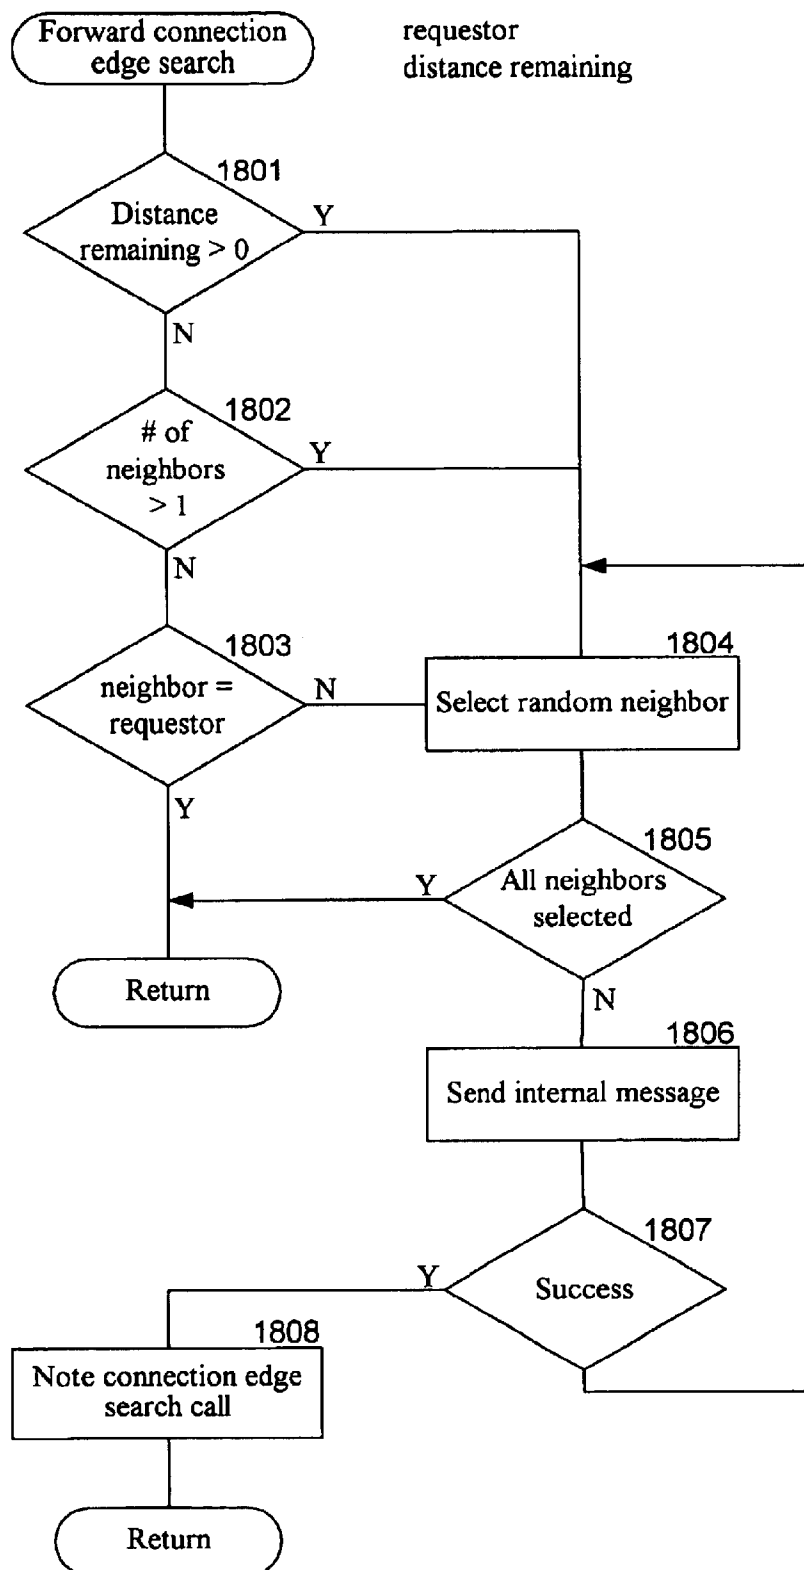 Forward connection
edge search
requestor
distance remaining
1801
Distance
remaining > 0
Y
N
1802
# of
neighbors
> 1
Y
N
1803
neighbor =
requestor
N
Y
1804
Select random neighbor
1805
All neighbors
selected
Y
N
Return
1806
Send internal message
1807
Success
Y
1808
Note connection edge
search call
Return